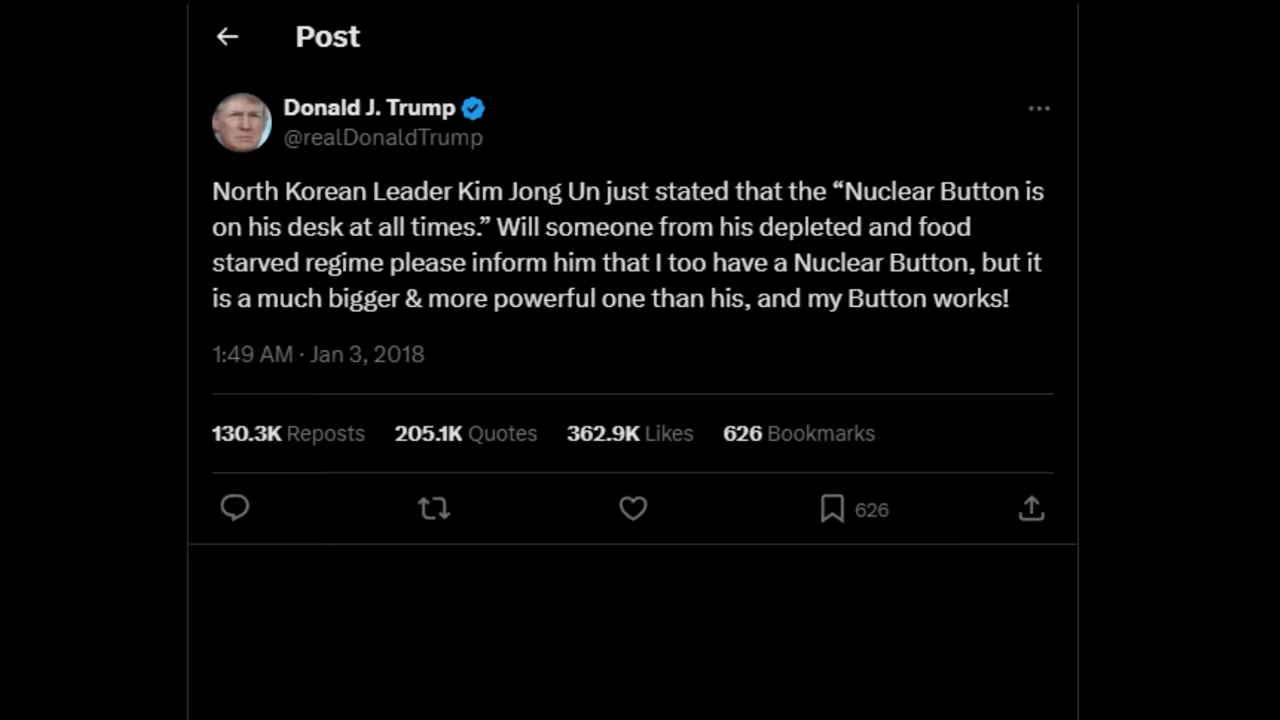 Post
Donald J. Trump
@realDonaldTrump
North Korean Leader Kim Jong Un just stated that the “Nuclear Button is
on his desk at all times.” Will someone from his depleted and food
starved regime please inform him that I too have a Nuclear Button, but it
is a much bigger & more powerful one than his, and my Button works!
1:49 AM · Jan 3, 2018
130.3K Reposts 205.1K Quotes 362.9K Likes 626 Bookmarks
626